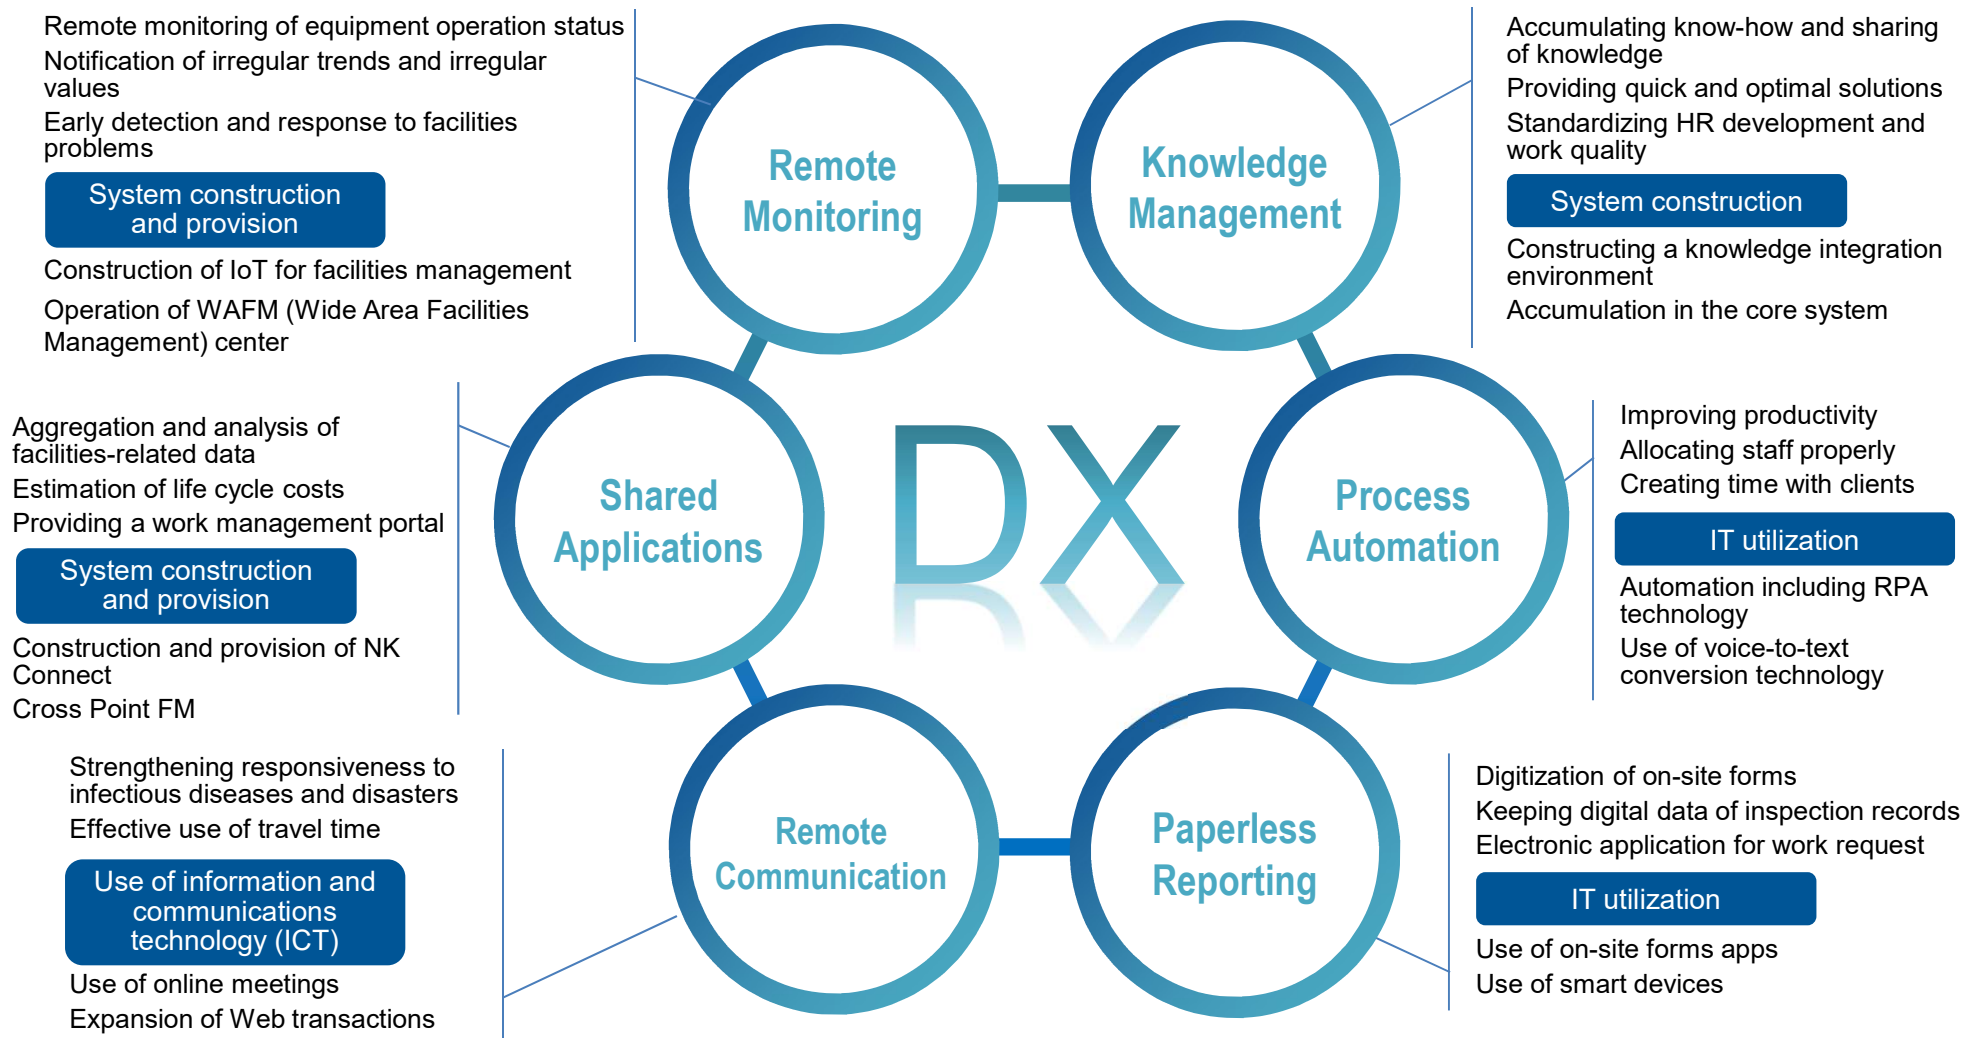 Remote monitoring of equipment operation status
Notification of irregular trends and irregular
values
Early detection and response to facilities
problems
System construction
and provision
Construction of IoT for facilities management
Operation of WAFM (Wide Area Facilities
Management) center
Remote
Monitoring
Knowledge
Management
Accumulating know-how and sharing
of knowledge
Providing quick and optimal solutions
Standardizing HR development and
work quality
System construction
Constructing a knowledge integration
environment
Accumulation in the core system
Aggregation and analysis of
facilities-related data
Estimation of life cycle costs
Providing a work management portal
System construction
and provision
Construction and provision of NK
Connect
Cross Point FM
Shared
Applications
DX
Process
Automation
Improving productivity
Allocating staff properly
Creating time with clients
IT utilization
Automation including RPA
technology
Use of voice-to-text
conversion technology
Strengthening responsiveness to
infectious diseases and disasters
Effective use of travel time
Use of information and
communications
technology (ICT)
Use of online meetings
Expansion of Web transactions
Remote
Communication
Paperless
Reporting
Digitization of on-site forms
Keeping digital data of inspection records
Electronic application for work request
IT utilization
Use of on-site forms apps
Use of smart devices